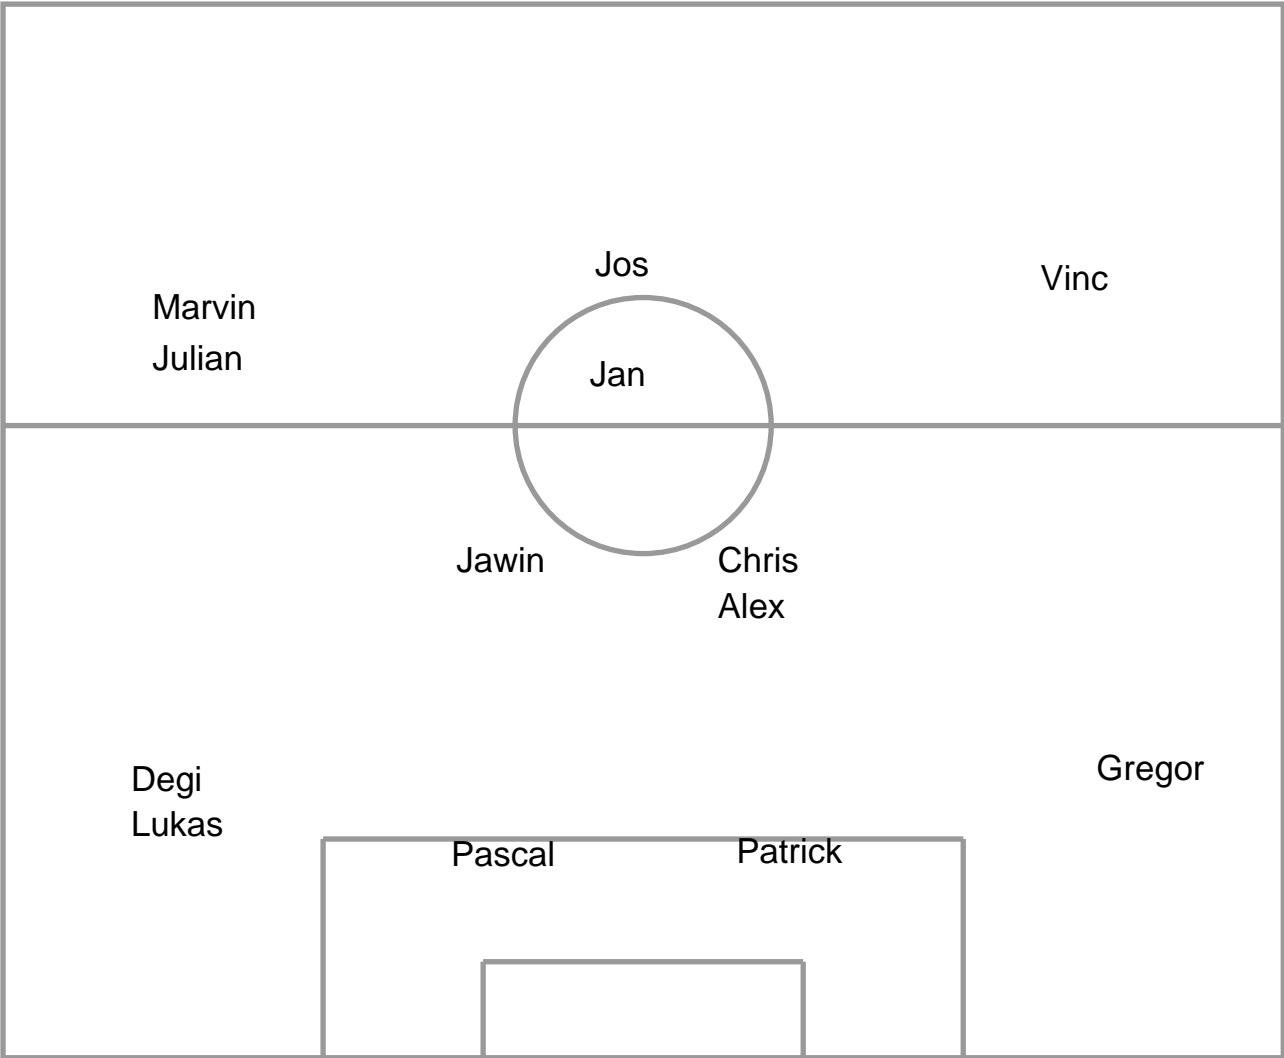 Jos
Vinc
Marvin
Julian
Jan
Jawin
Chris
Alex
Degi
Lukas
Gregor
Pascal
Patrick